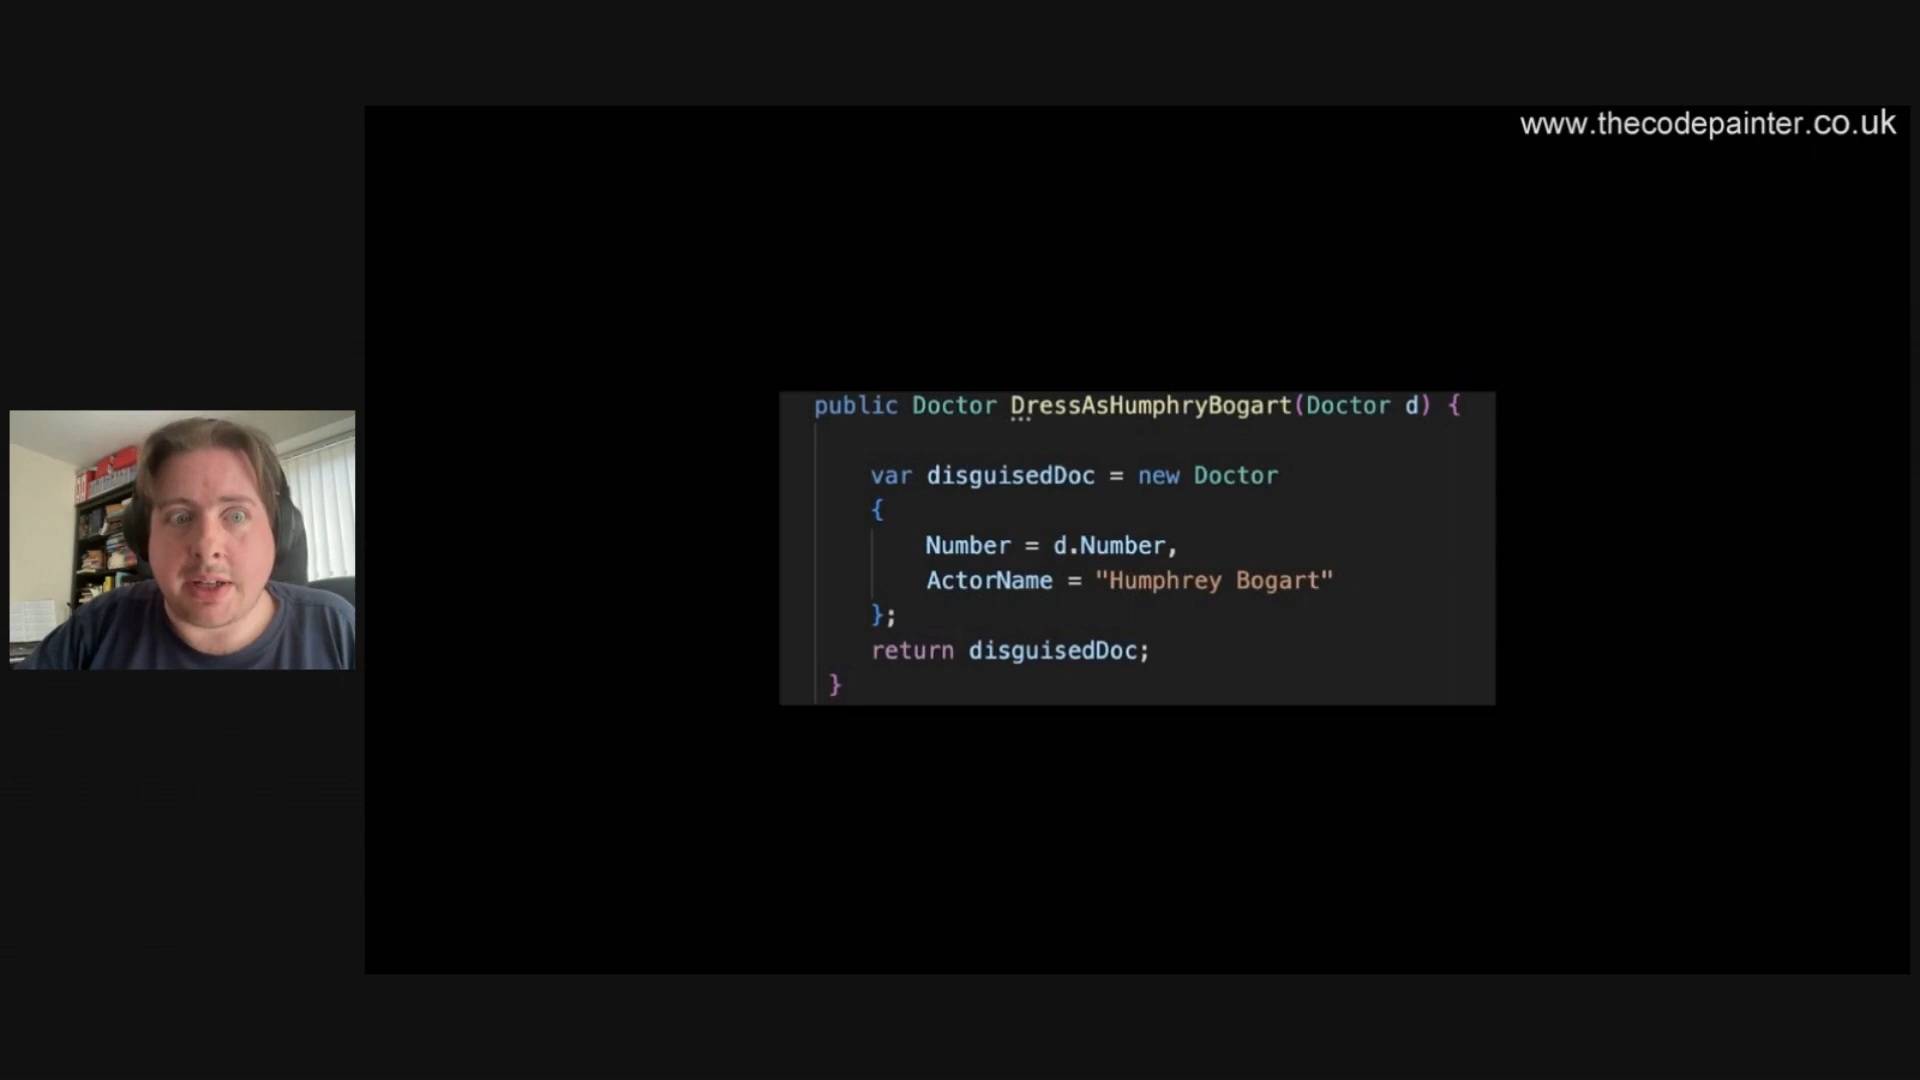 www.thecodepainter.co.uk
public Doctor DressAsHumphryBogart(Doctor d) {
var disguisedDoc = new Doctor
{
Number = d.Number,
ActorName = "Humphrey Bogart"
};
return disguisedDoc;
}